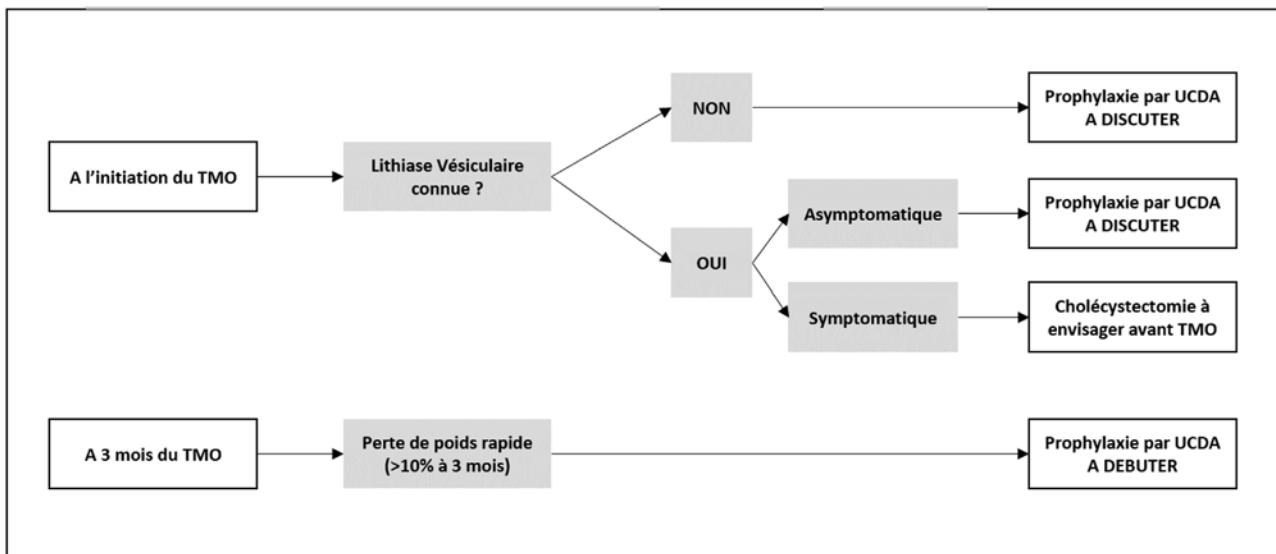 NON
Prophylaxie par UCDA
A DISCUTER
A l'initiation du TMO
Lithiase Vésiculaire
connue ?
Asymptomatique
Prophylaxie par UCDA
A DISCUTER
OUI
Symptomatique
Cholécystectomie à
envisager avant TMO
A 3 mois du TMO
Perte de poids rapide
(>10% à 3 mois)
Prophylaxie par UCDA
A DEBUTER